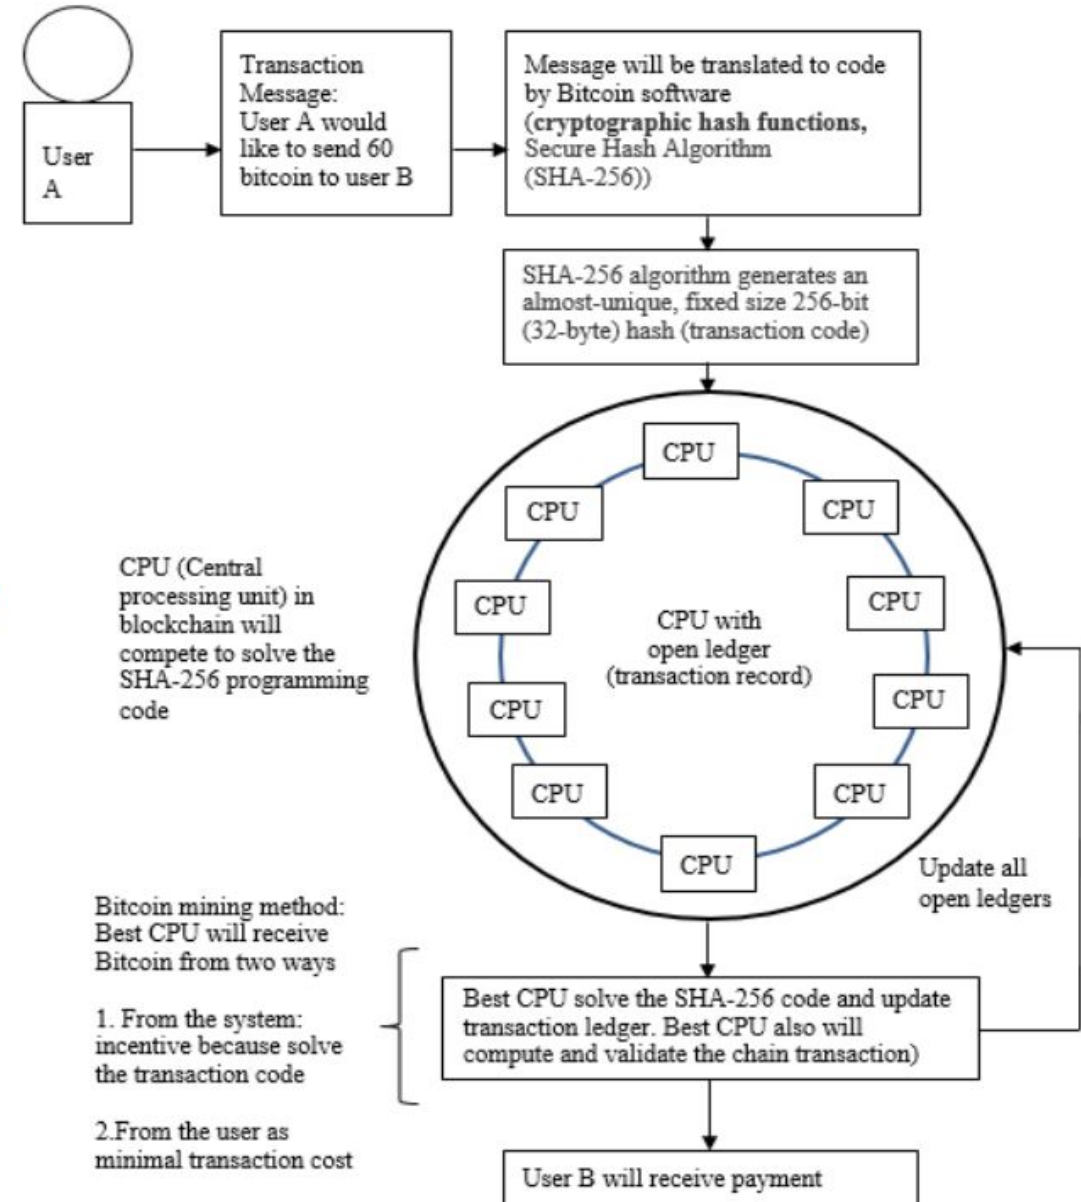 User
A
Transaction
Message:
User A would
like to send 60
bitcoin to user B
Message will be translated to code
by Bitcoin software
(cryptographic hash functions,
Secure Hash Algorithm
(SHA-256))
SHA-256 algorithm generates an
almost-unique, fixed size 256-bit
(32-byte) hash (transaction code)
CPU
CPU
CPU
CPU
CPU
CPU
CPU
CPU
CPU
CPU
CPU with
open ledger
(transaction record)
CPU (Central
processing unit) in
blockchain will
compete to solve the
SHA-256 programming
code
Update all
open ledgers
Bitcoin mining method:
Best CPU will receive
Bitcoin from two ways
1. From the system:
incentive because solve
the transaction code
2.From the user as
minimal transaction cost
Best CPU solve the SHA-256 code and update
transaction ledger. Best CPU also will
compute and validate the chain transaction)
User B will receive payment